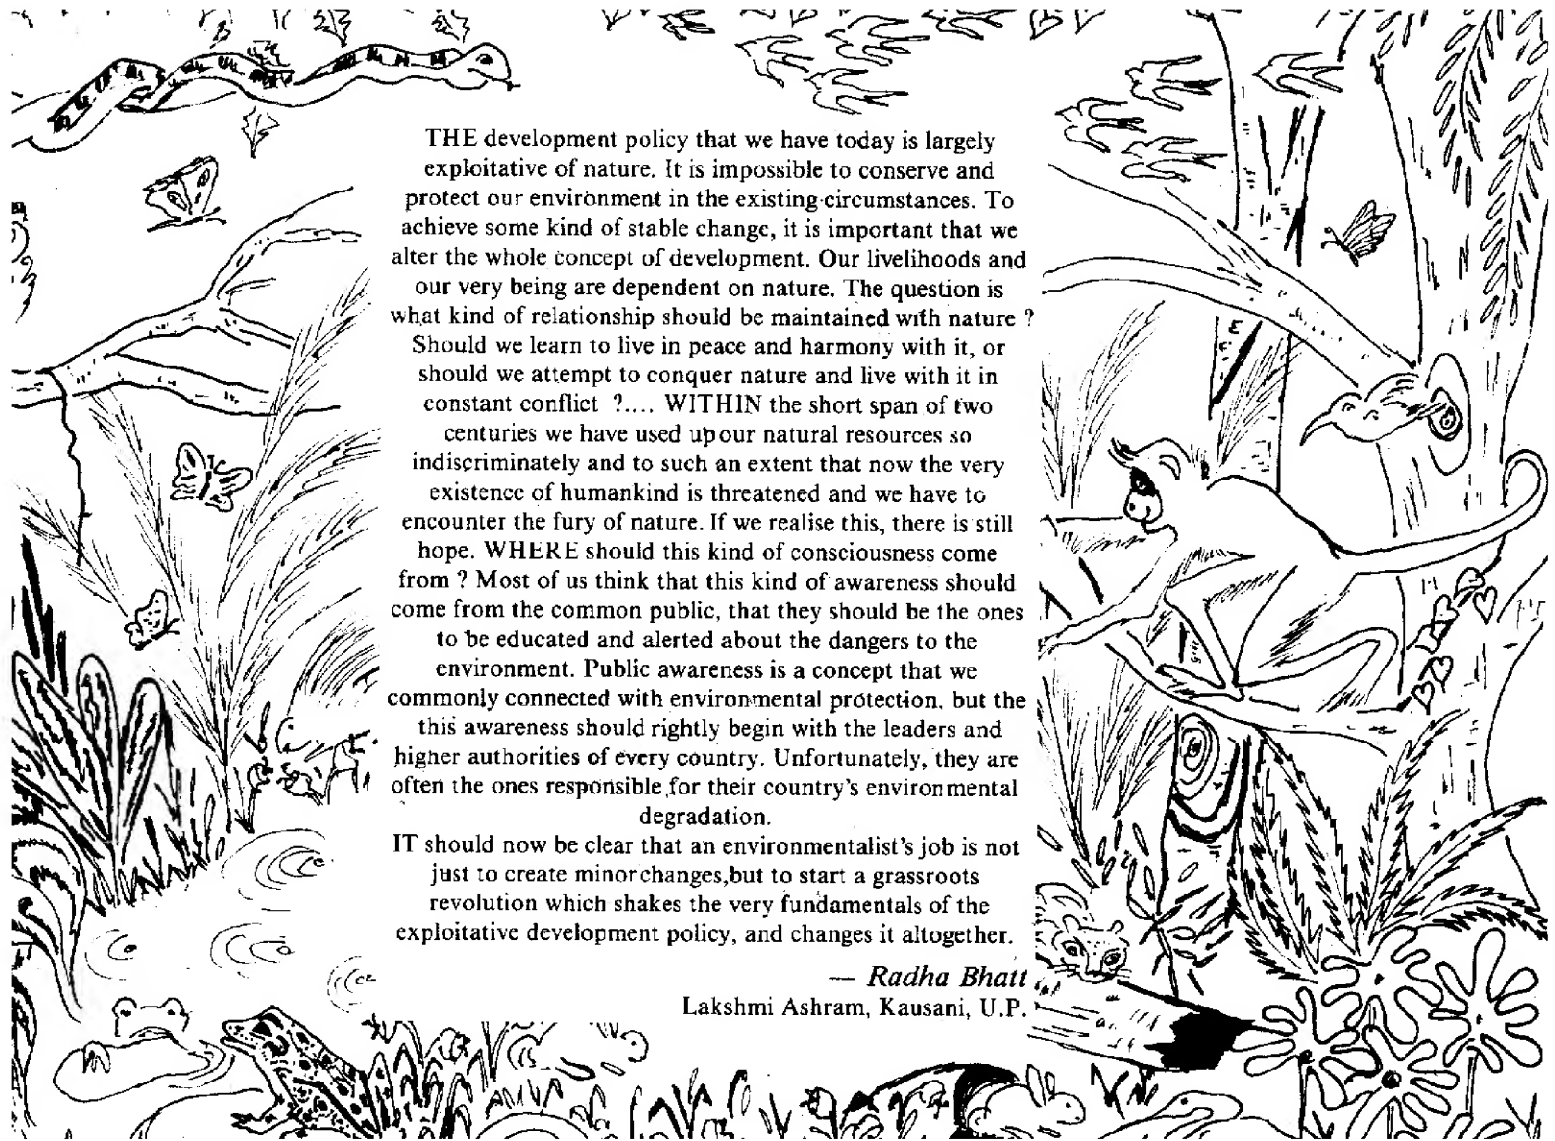 THE development policy that we have today is largely
exploitative of nature. It is impossible to conserve and
protect our environment in the existing circumstances. To
achieve some kind of stable change, it is important that we
alter the whole concept of development. Our livelihoods and
our very being are dependent on nature. The question is
what kind of relationship should be maintained with nature ?
Should we learn to live in peace and harmony with it, or
should we attempt to conquer nature and live with it in
constant conflict ?.... WITHIN the short span of two
centuries we have used up our natural resources so
indiscriminately and to such an extent that now the very
existence of humankind is threatened and we have to
encounter the fury of nature. If we realise this, there is still
hope. WHERE should this kind of consciousness come
from ? Most of us think that this kind of awareness should
come from the common public, that they should be the ones
to be educated and alerted about the dangers to the
environment. Public awareness is a concept that we
commonly connected with environmental protection, but the
this awareness should rightly begin with the leaders and
higher authorities of every country. Unfortunately, they are
often the ones responsible for their country's environmental
degradation.
IT should now be clear that an environmentalist's job is not
just to create minor changes, but to start a grassroots
revolution which shakes the very fundamentals of the
exploitative development policy, and changes it altogether.
— Radha Bhatt
Lakshmi Ashram, Kausani, U.P.